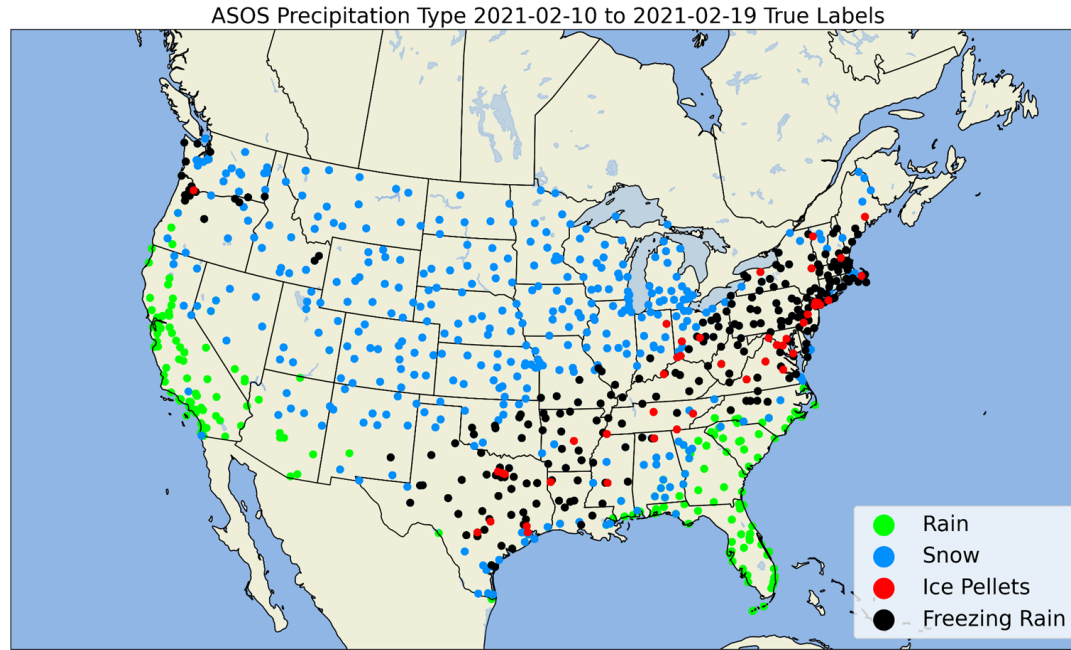 ASOS Precipitation Type 2021-02-10 to 2021-02-19 True Labels
Rain
Snow
Ice Pellets
Freezing Rain